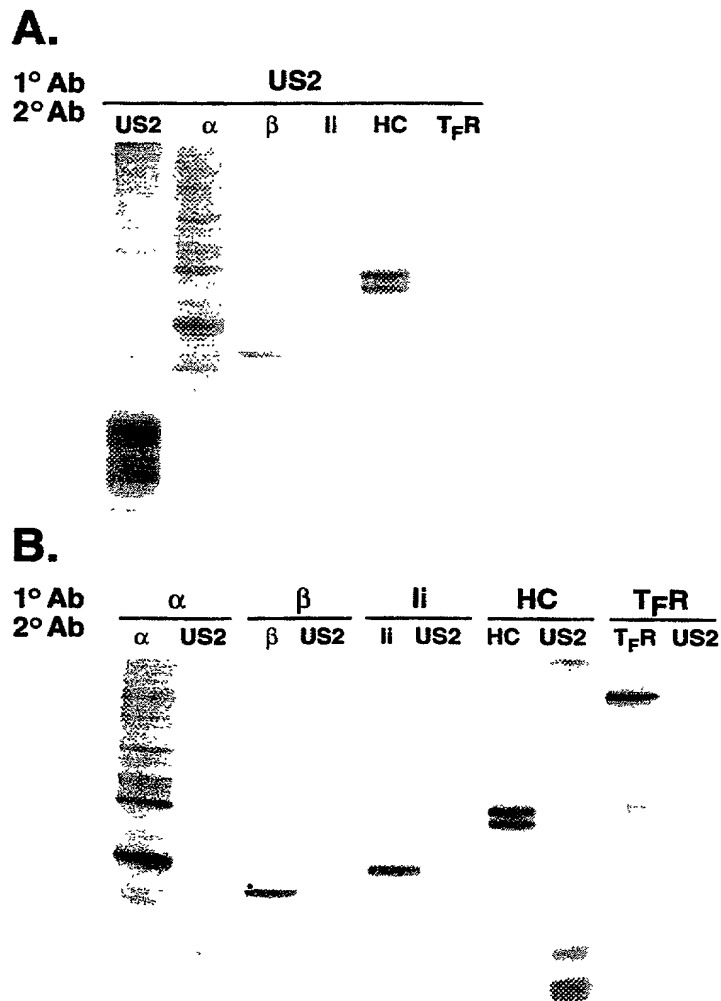 A.
1° Ab US2
2° Ab US2 α β Ii HC TFR
B.
1° Ab α β Ii HC TFR
2° Ab α US2 β US2 Ii US2 HC US2 TFR US2